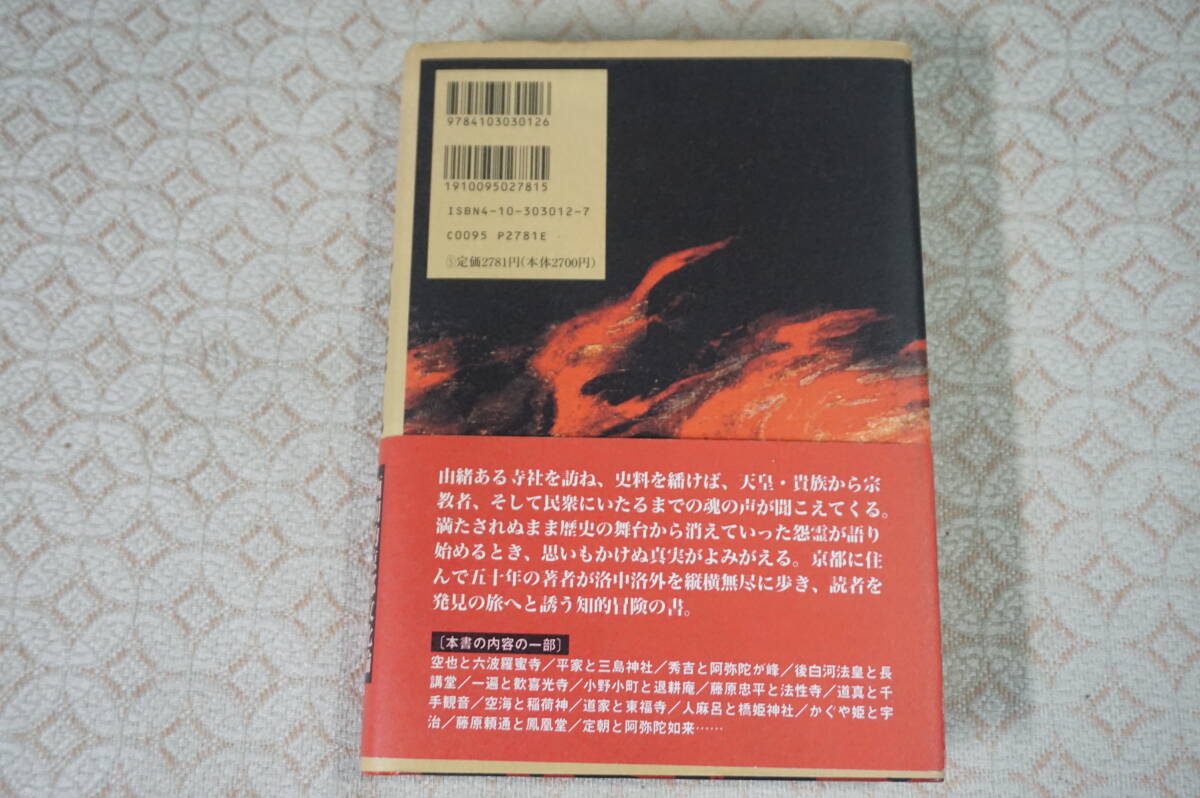 9784103030126
1910095027815
ISBN4-10-303012-7
C0095 P2781E
⑤定価2781円(本体2700円)
由緒ある寺社を訪ね、史料を繙けば、天皇・貴族から宗
教者、そして民衆にいたるまでの魂の声が聞こえてくる。
満たされぬまま歴史の舞台から消えていった怨霊が語り
始めるとき、思いもかけぬ真実がよみがえる。京都に住
んで五十年の著者が洛中洛外を縦横無尽に歩き、読者を
発見の旅へと誘う知的冒険の書。
〔本書の内容の一部〕
空也と六波羅蜜寺／平家と三島神社／秀吉と阿弥陀が峰／後白河法皇と長
講堂／一遍と歓喜光寺／小野小町と退耕庵／藤原忠平と法性寺／道真と千
手観音／空海と稲荷神／道家と東福寺／人麻呂と橋姫神社／かぐや姫と宇
治／藤原頼通と鳳凰堂／定朝と阿弥陀如来……